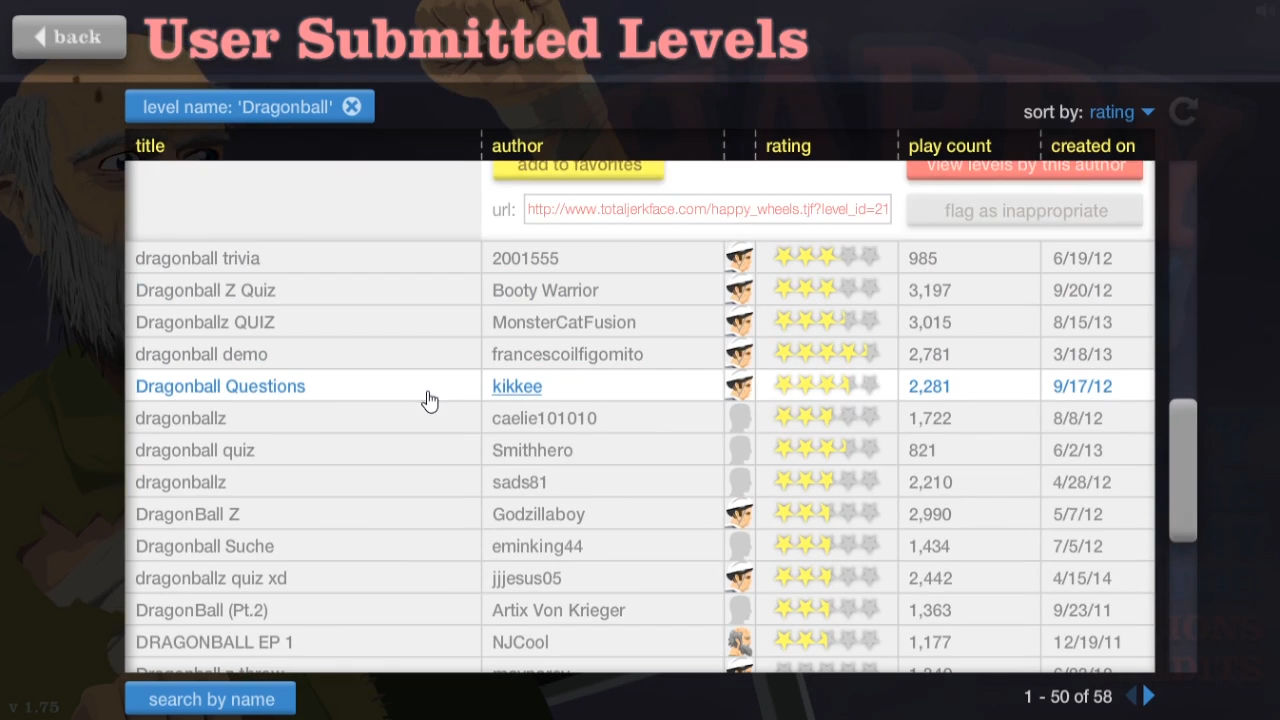 back
User Submitted Levels
level name: 'Dragonball'
sort by: rating
title author rating play count created on
add to favorites view levels by this author
url: http://www.totaljerkface.com/happy_wheels.tjf?level_id=21 flag as inappropriate
dragonball trivia 2001555 985 6/19/12
Dragonball Z Quiz Booty Warrior 3,197 9/20/12
Dragonballz QUIZ MonsterCatFusion 3,015 8/15/13
dragonball demo francescoilfigomito 2,781 3/18/13
Dragonball Questions kikkee 2,281 9/17/12
dragonballz caelie101010 1,722 8/8/12
dragonball quiz Smithhero 821 6/2/13
dragonballz sads81 2,210 4/28/12
DragonBall Z Godzillaboy 2,990 5/7/12
Dragonball Suche eminking44 1,434 7/5/12
dragonballz quiz xd jjjesus05 2,442 4/15/14
DragonBall (Pt.2) Artix Von Krieger 1,363 9/23/11
DRAGONBALL EP 1 NJCool 1,177 12/19/11
search by name
1 - 50 of 58
v 1.75